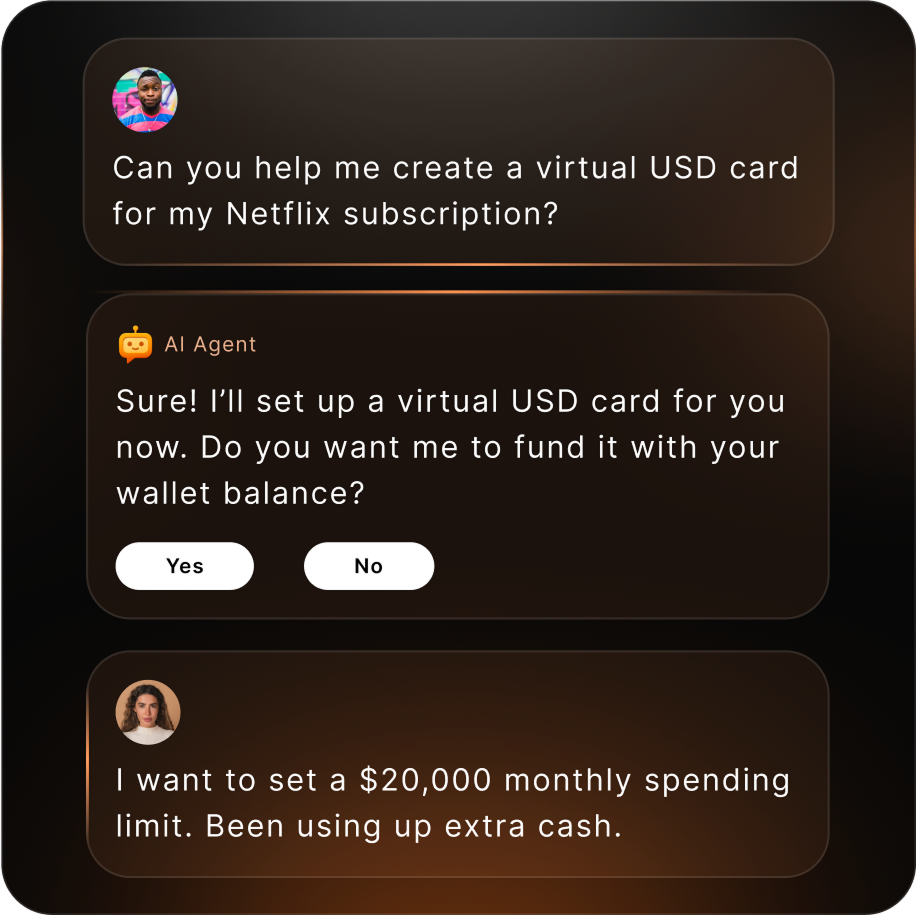 Can you help me create a virtual USD card
for my Netflix subscription?
AI Agent
Sure! I’ll set up a virtual USD card for you
now. Do you want me to fund it with your
wallet balance?
Yes No
I want to set a $20,000 monthly spending
limit. Been using up extra cash.